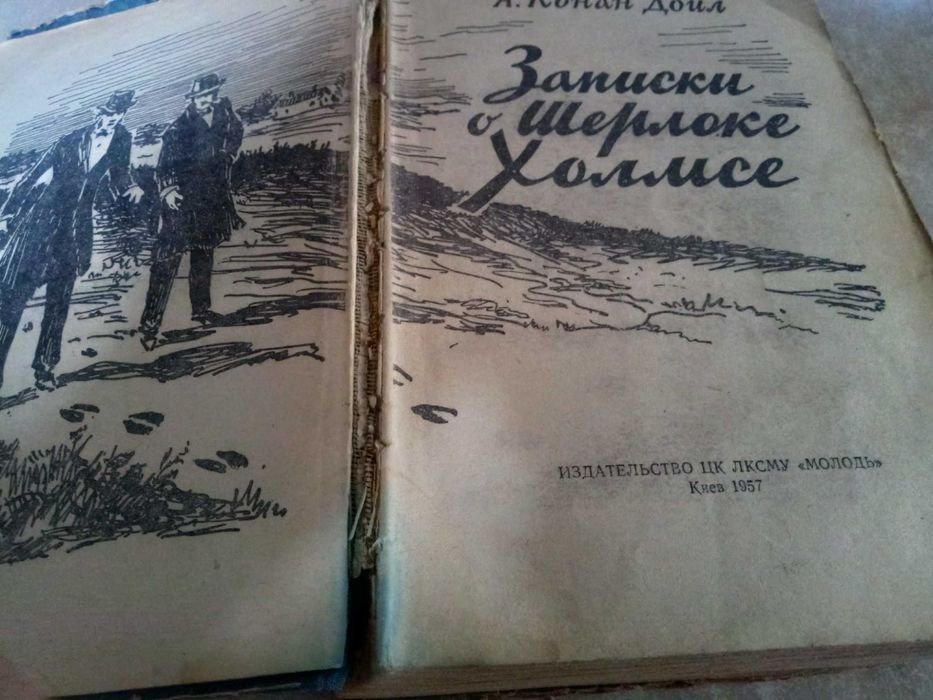 А. Конан Дойл
Записки
о Шерлоке
Холмсе
ИЗДАТЕЛЬСТВО ЦК ЛКСМУ «МОЛОДЬ»
Киев 1957